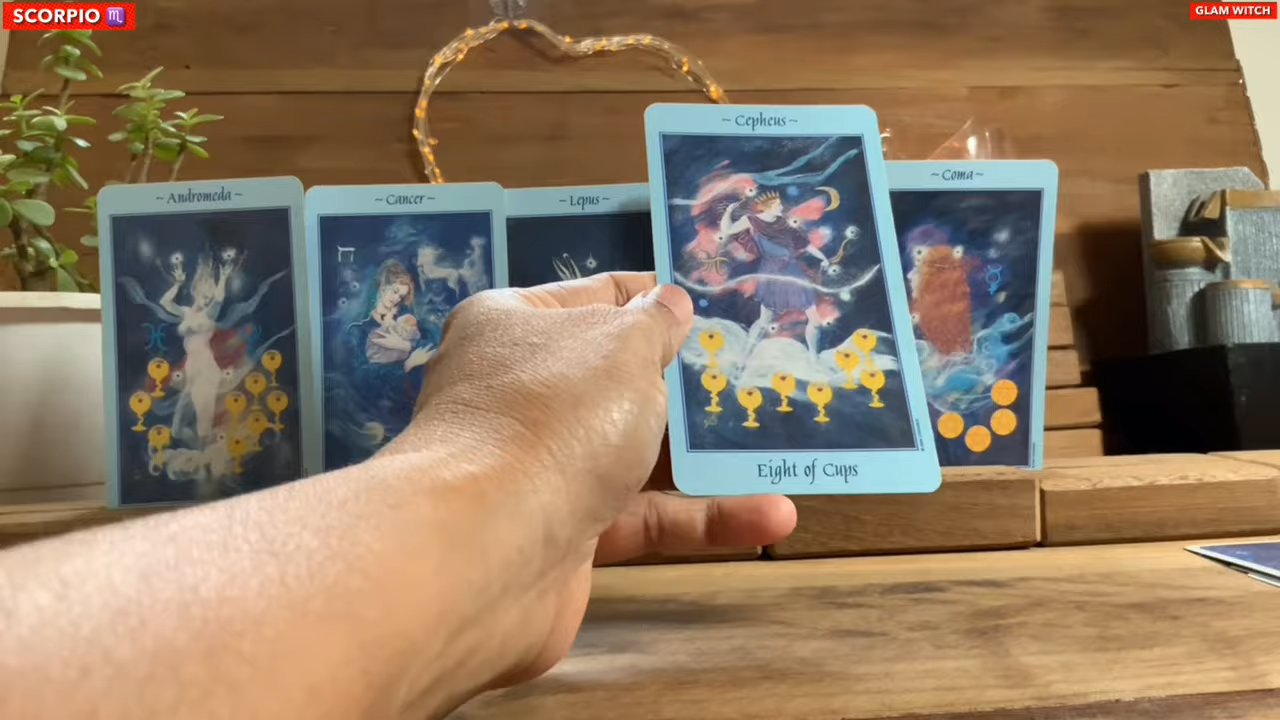 SCORPIO ♏
GLAM WITCH
~ Andromeda ~
~ Cancer ~
~ Lepus ~
~ Cepheus ~
~ Coma ~
Eight of Cups